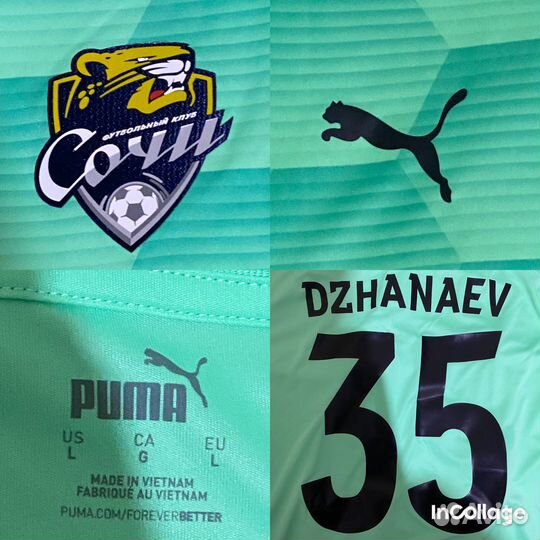 ФУТБОЛЬНЫЙ КЛУБ
Сочи
PUMA
US CA EU
L G L
MADE IN VIETNAM
FABRIQUÉ AU VIETNAM
PUMA.COM/FOREVERBETTER
DZHANAEV
35
InCollage
Avito